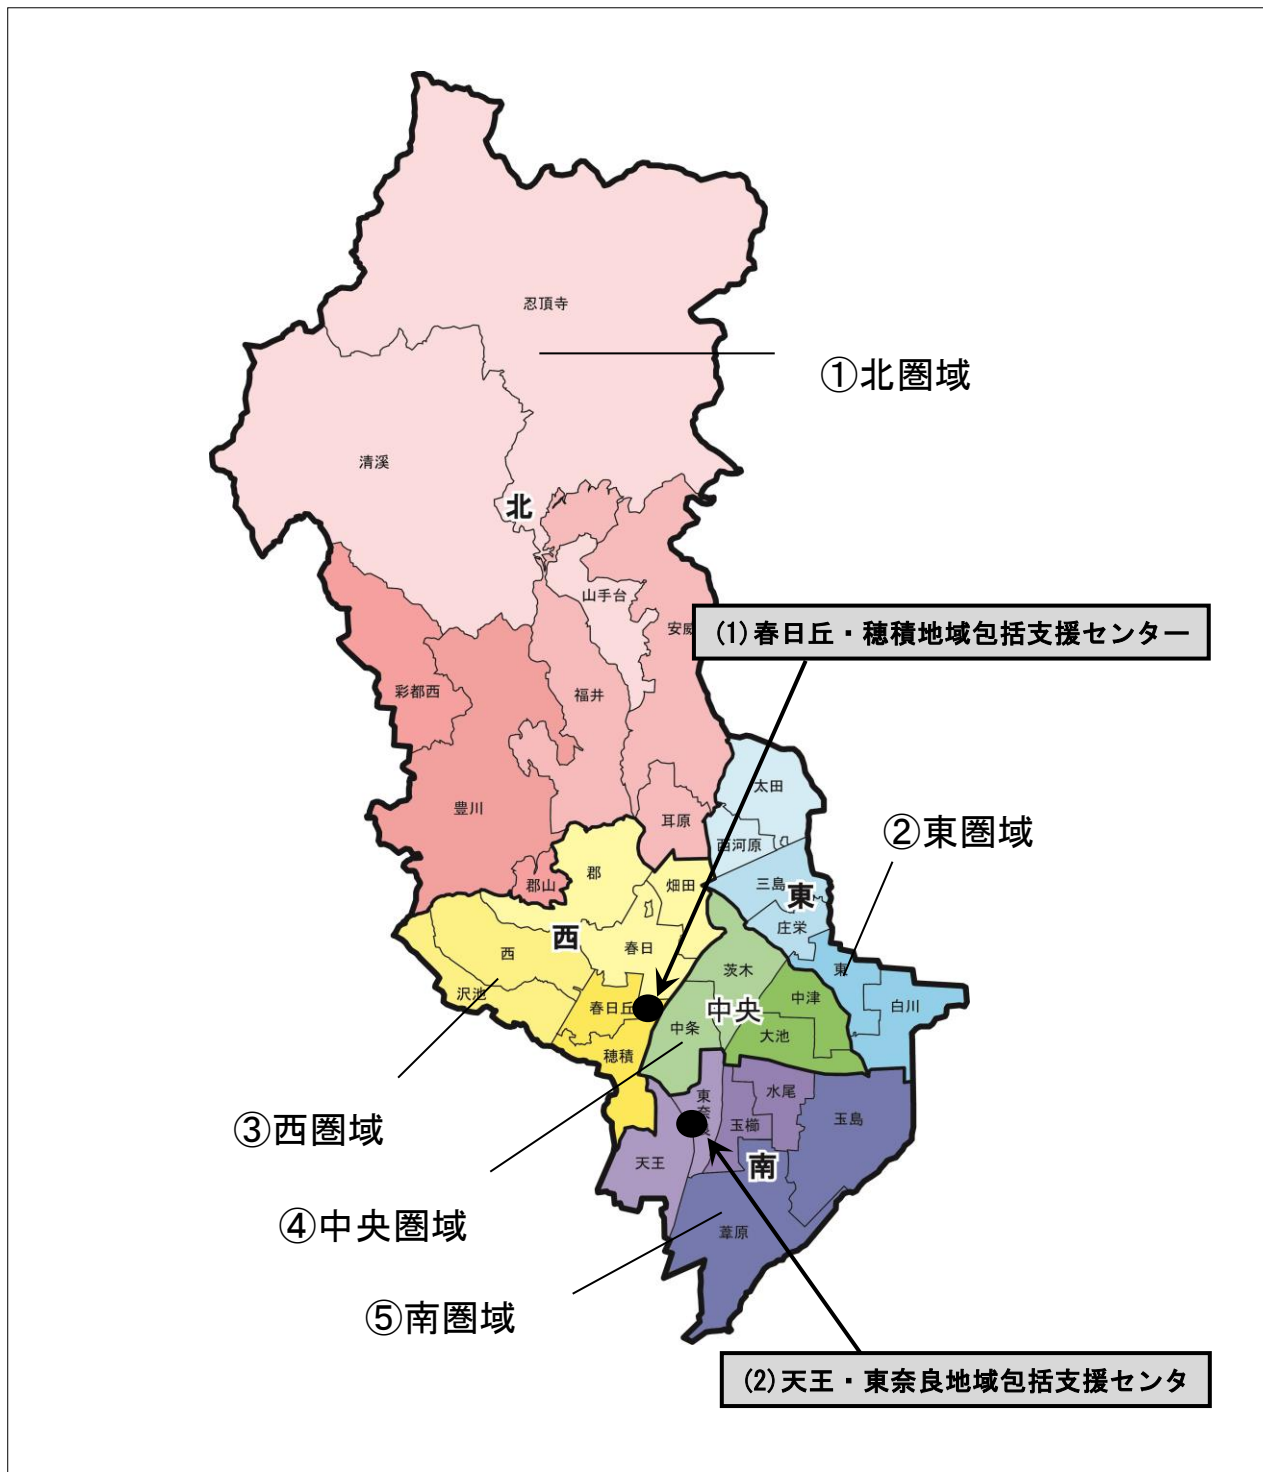 忍頂寺
①北圏域
清溪
北
山手台
安威
(1)春日丘・穂積地域包括支援センター
彩都西
福井
太田
豊川
耳原
西河原
②東圏域
郡
畑田
郡山
三島
東
西
春日
庄栄
西
茨木
東
沢池
春日丘
中央
中津
白川
中条
大池
穂積
③西圏域
東奈良
水尾
玉櫛
玉島
天王
南
④中央圏域
葦原
⑤南圏域
(2)天王・東奈良地域包括支援センタ